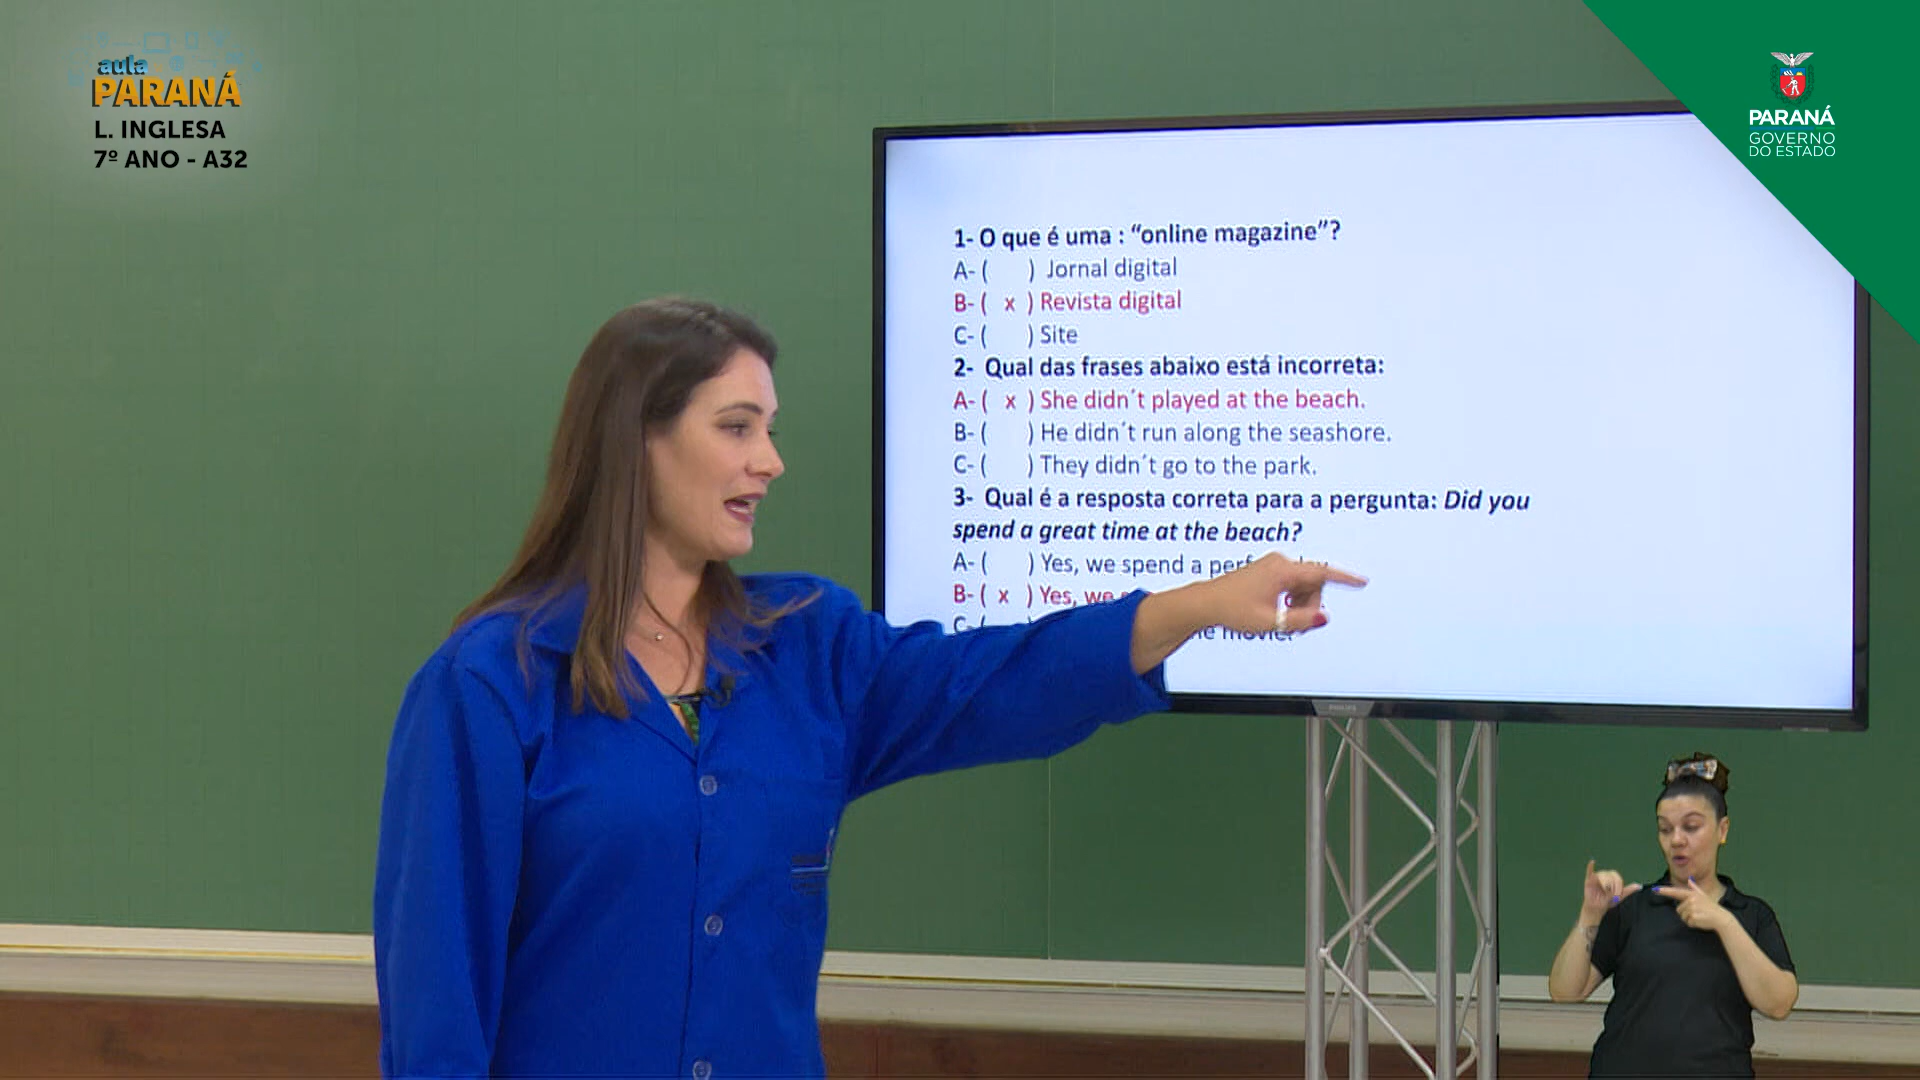 aula
PARANÁ
L. INGLESA
7º ANO - A32
PARANÁ
GOVERNO
DO ESTADO
1- O que é uma : “online magazine”?
A- ( ) Jornal digital
B- ( x ) Revista digital
C- ( ) Site
2- Qual das frases abaixo está incorreta:
A- ( x ) She didn´t played at the beach.
B- ( ) He didn´t run along the seashore.
C- ( ) They didn´t go to the park.
3- Qual é a resposta correta para a pergunta: Did you
spend a great time at the beach?
A- ( ) Yes, we spend a
B- ( x ) Yes, we
C- (
PHILIPS